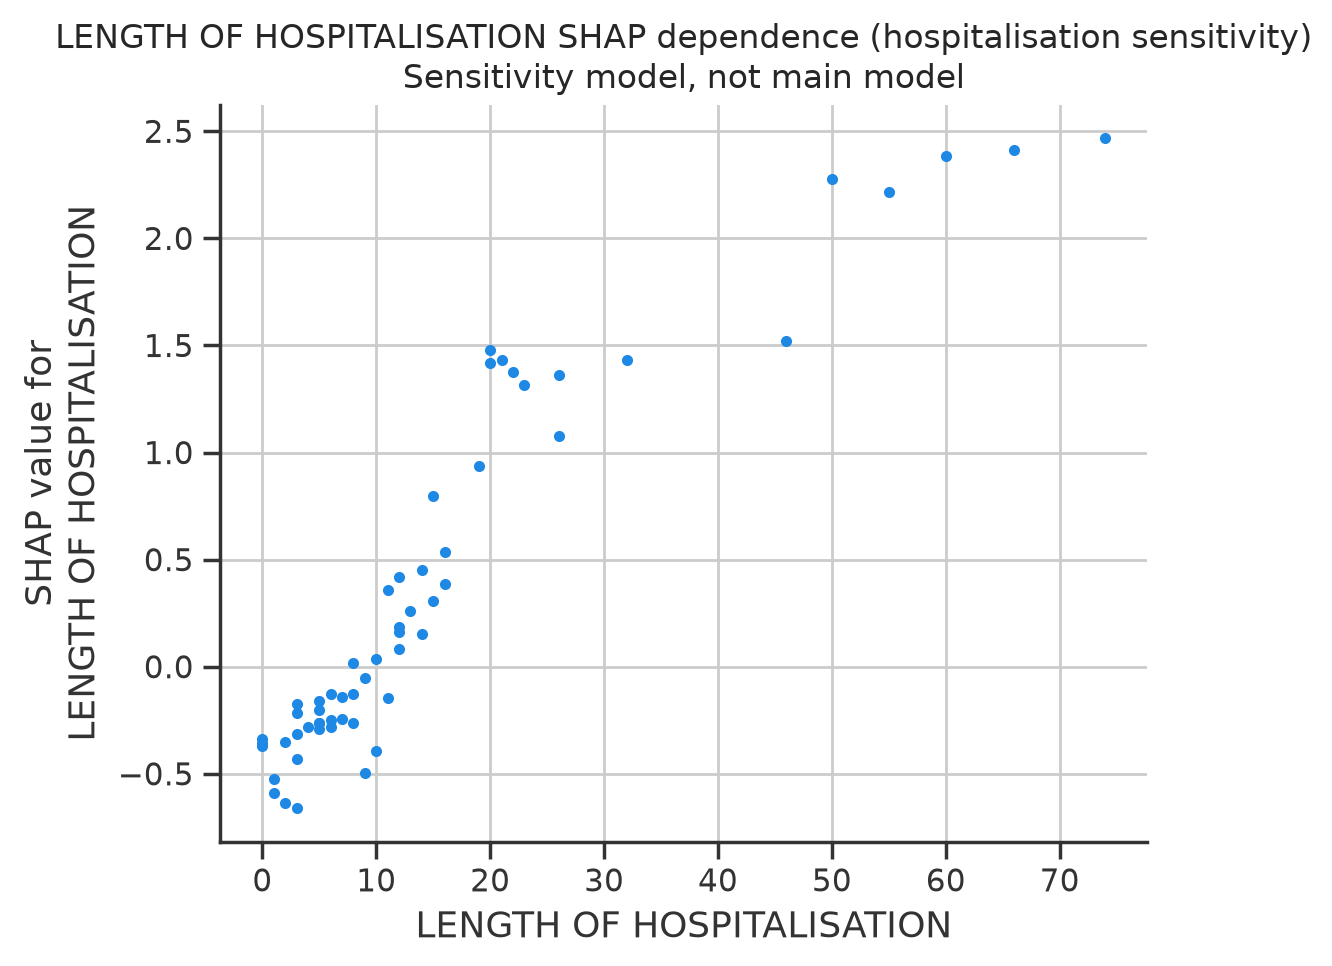 LENGTH OF HOSPITALISATION SHAP dependence (hospitalisation sensitivity)
Sensitivity model, not main model
SHAP value for
LENGTH OF HOSPITALISATION
2.5
2.0
1.5
1.0
0.5
0.0
−0.5
0 10 20 30 40 50 60 70
LENGTH OF HOSPITALISATION